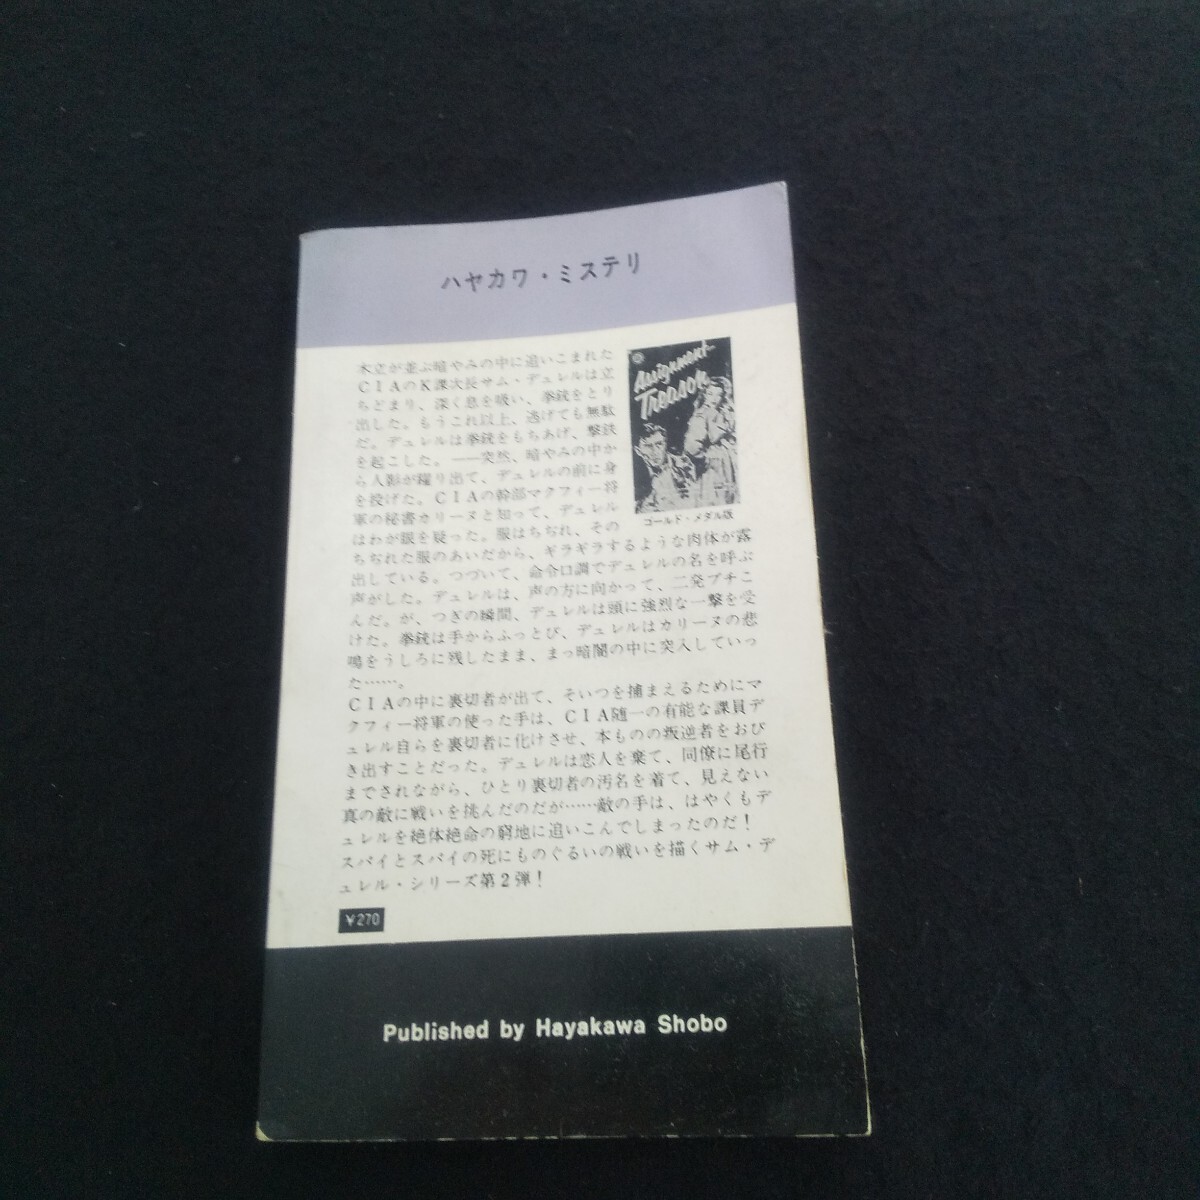 ハヤカワ・ミステリ
木立が並ぶ暗やみの中に追いこまれた
CIAのK課次長サム・デュレルは立
ちどまり、深く息を吸い、拳銃をとり
出した。もうこれ以上、逃げても無駄
だ。デュレルは拳銃をもちあげ、撃鉄
を起こした。――突然、暗やみの中か
ら人影が躍り出て、デュレルの前に身
を投げた。CIAの幹部マクフィー将
軍の秘書カリーヌと知って、デュレル
はわが眼を疑った。服はちぢれ、その
ちぢれた服のあいだから、ギラギラするような肉体が露
出している。つづいて、命令口調でデュレルの名を呼ぶ
声がした。デュレルは、声の方に向かって、二発ブチこ
んだ。が、つぎの瞬間、デュレルは頭に強烈な一撃を受
けた。拳銃は手からふっとび、デュレルはカリーヌの悲
鳴をうしろに残したまま、まっ暗闇の中に突入していっ
た……。
CIAの中に裏切者が出て、そいつを捕まえるためにマ
クフィー将軍の使った手は、CIA随一の有能な課員デ
ュレル自らを裏切者に化けさせ、本ものの叛逆者をおび
き出すことだった。デュレルは恋人を棄て、同僚に尾行
までされながら、ひとり裏切者の汚名を着て、見えない
真の敵に戦いを挑んだのだが……敵の手は、はやくもデ
ュレルを絶体絶命の窮地に追いこんでしまったのだ！
スパイとスパイの死にものぐるいの戦いを描くサム・デ
ュレル・シリーズ第2弾！
Assignment-
Treason
ゴールド・メダル版
¥270
Published by Hayakawa Shobo